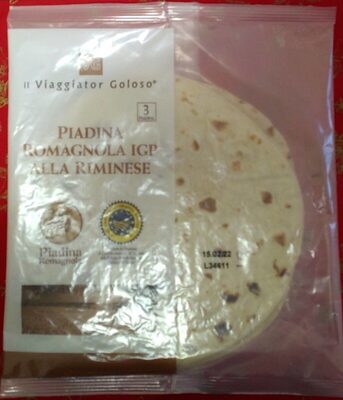 Il Viaggiator Goloso®
3
PIADINA
ROMAGNOLA IGP
ALLA RIMINESE
Piadina
Romagnola
15.02.22
L34611